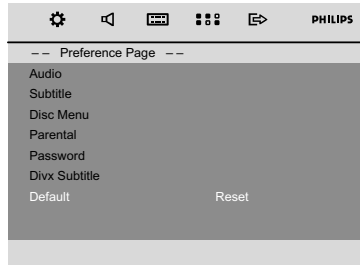 PHILIPS
-- Preference Page --
Audio
Subtitle
Disc Menu
Parental
Password
Divx Subtitle
Default Reset